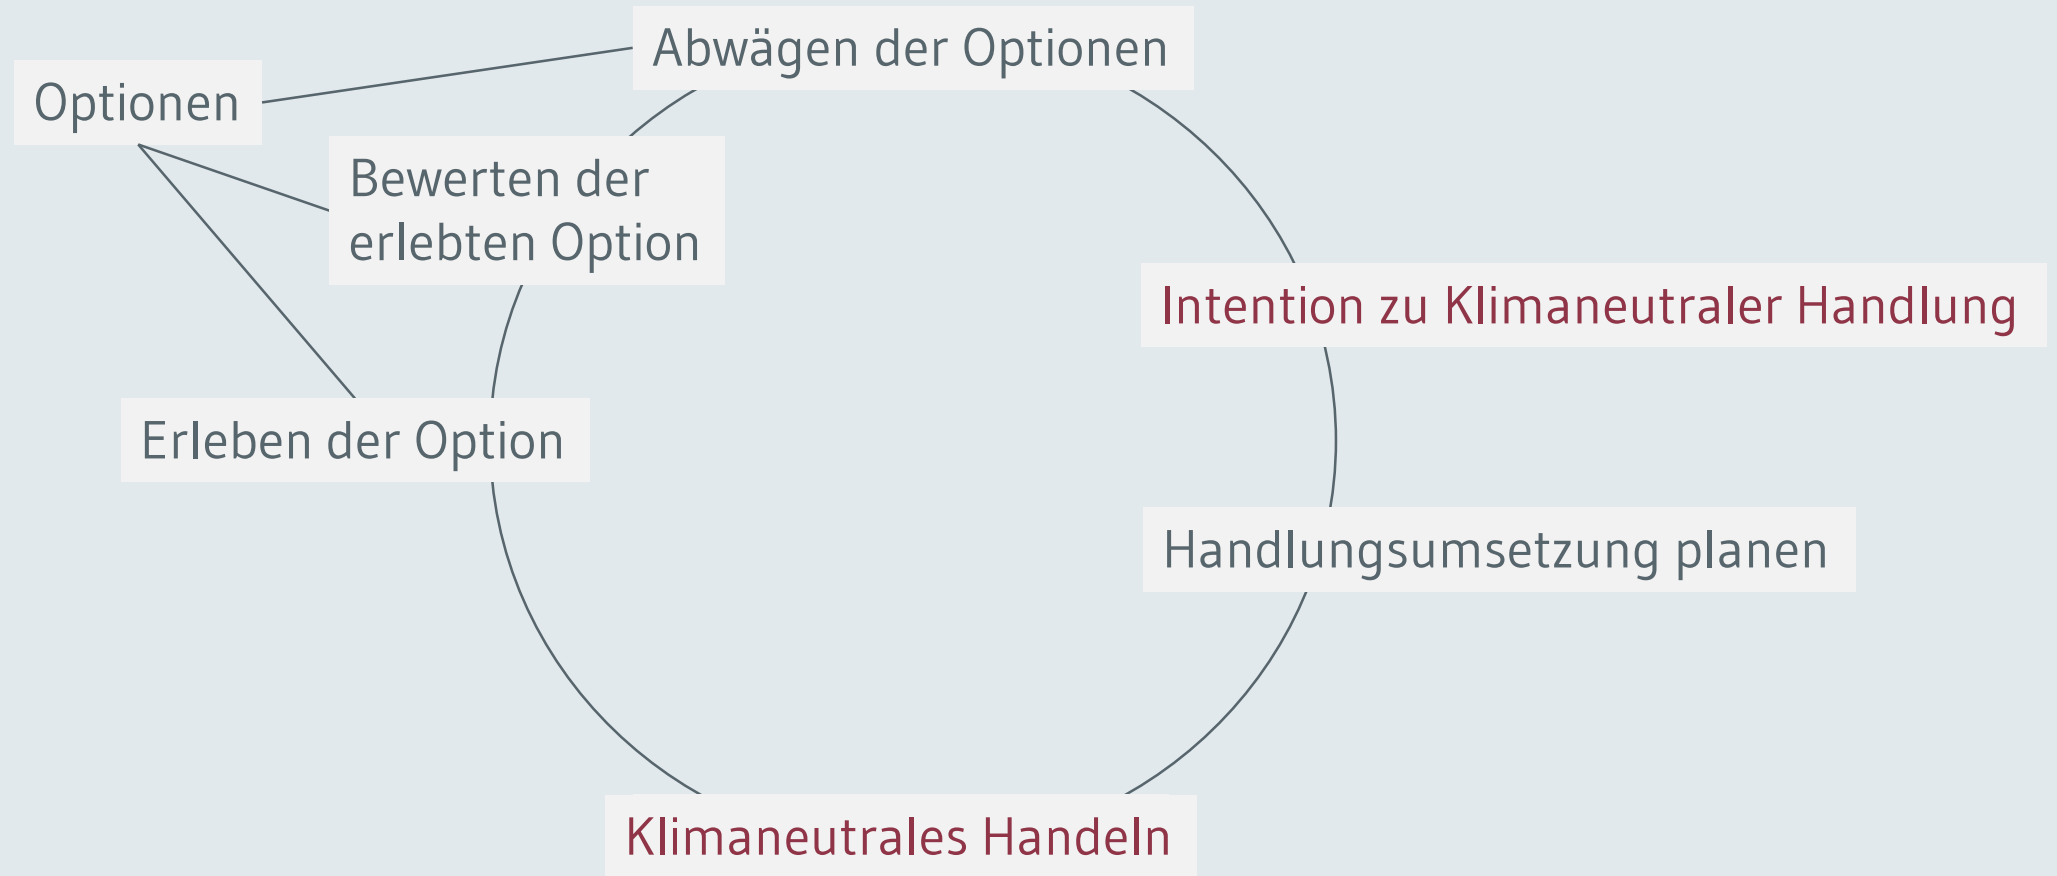 Abwägen der Optionen
Optionen
Bewerten der
erlebten Option
Intention zu Klimaneutraler Handlung
Erleben der Option
Handlungsumsetzung planen
Klimaneutrales Handeln